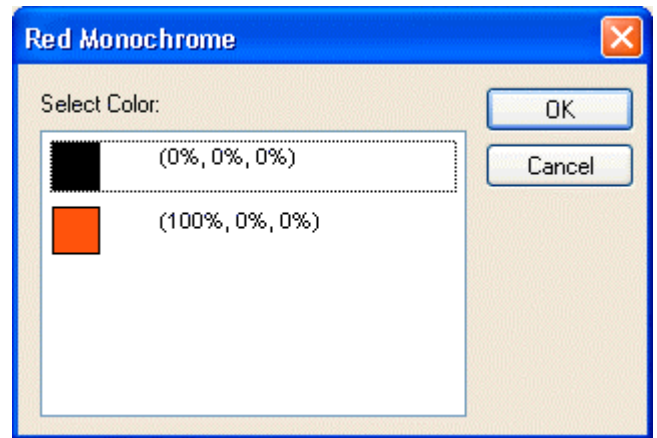 Red Monochrome
Select Color:
OK
(0%, 0%, 0%)
Cancel
(100%, 0%, 0%)